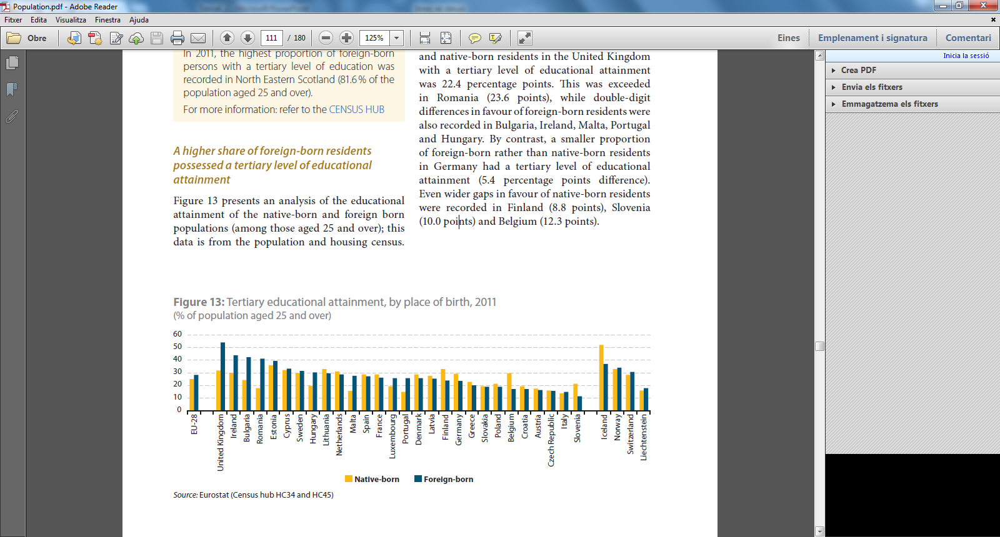 Population.pdf - Adobe Reader
Fitxer Edita Visualitza Finestra Ajuda
Obre 111 / 180 125% Eines Emplenament i signatura Comentari
Inicia la sessió
Crea PDF
Envia els fitxers
Emmagatzema els fitxers
In 2011, the highest proportion of foreign-born
persons with a tertiary level of education was
recorded in North Eastern Scotland (81.6 % of the
population aged 25 and over).
For more information: refer to the CENSUS HUB
A higher share of foreign-born residents
possessed a tertiary level of educational
attainment
Figure 13 presents an analysis of the educational
attainment of the native-born and foreign born
populations (among those aged 25 and over); this
data is from the population and housing census.
and native-born residents in the United Kingdom
with a tertiary level of educational attainment
was 22.4 percentage points. This was exceeded
in Romania (23.6 points), while double-digit
differences in favour of foreign-born residents were
also recorded in Bulgaria, Ireland, Malta, Portugal
and Hungary. By contrast, a smaller proportion
of foreign-born rather than native-born residents
in Germany had a tertiary level of educational
attainment (5.4 percentage points difference).
Even wider gaps in favour of native-born residents
were recorded in Finland (8.8 points), Slovenia
(10.0 points) and Belgium (12.3 points).
Figure 13: Tertiary educational attainment, by place of birth, 2011
(% of population aged 25 and over)
60
50
40
30
20
10
0
EU-28
United Kingdom
Ireland
Bulgaria
Romania
Estonia
Cyprus
Sweden
Hungary
Lithuania
Netherlands
Malta
Spain
France
Luxembourg
Portugal
Denmark
Latvia
Finland
Germany
Greece
Slovakia
Poland
Belgium
Croatia
Austria
Czech Republic
Italy
Slovenia
Iceland
Norway
Switzerland
Liechtenstein
Native-born Foreign-born
Source: Eurostat (Census hub HC34 and HC45)